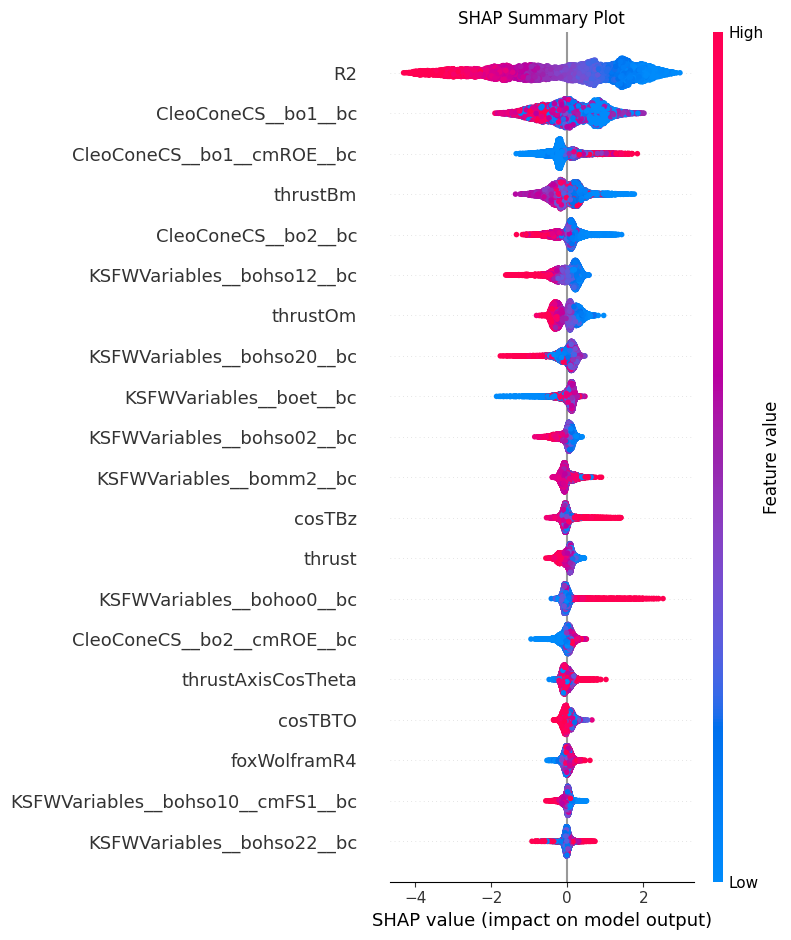 SHAP Summary Plot
High
R2
CleoConeCS__bo1__bc
CleoConeCS__bo1__cmROE__bc
thrustBm
CleoConeCS__bo2__bc
KSFWVariables__bohso12__bc
thrustOm
KSFWVariables__bohso20__bc
KSFWVariables__boet__bc
KSFWVariables__bohso02__bc
KSFWVariables__bomm2__bc
cosTBz
thrust
KSFWVariables__bohoo0__bc
CleoConeCS__bo2__cmROE__bc
thrustAxisCosTheta
cosTBTO
foxWolframR4
KSFWVariables__bohso10__cmFS1__bc
KSFWVariables__bohso22__bc
Feature value
Low
−4 −2 0 2
SHAP value (impact on model output)